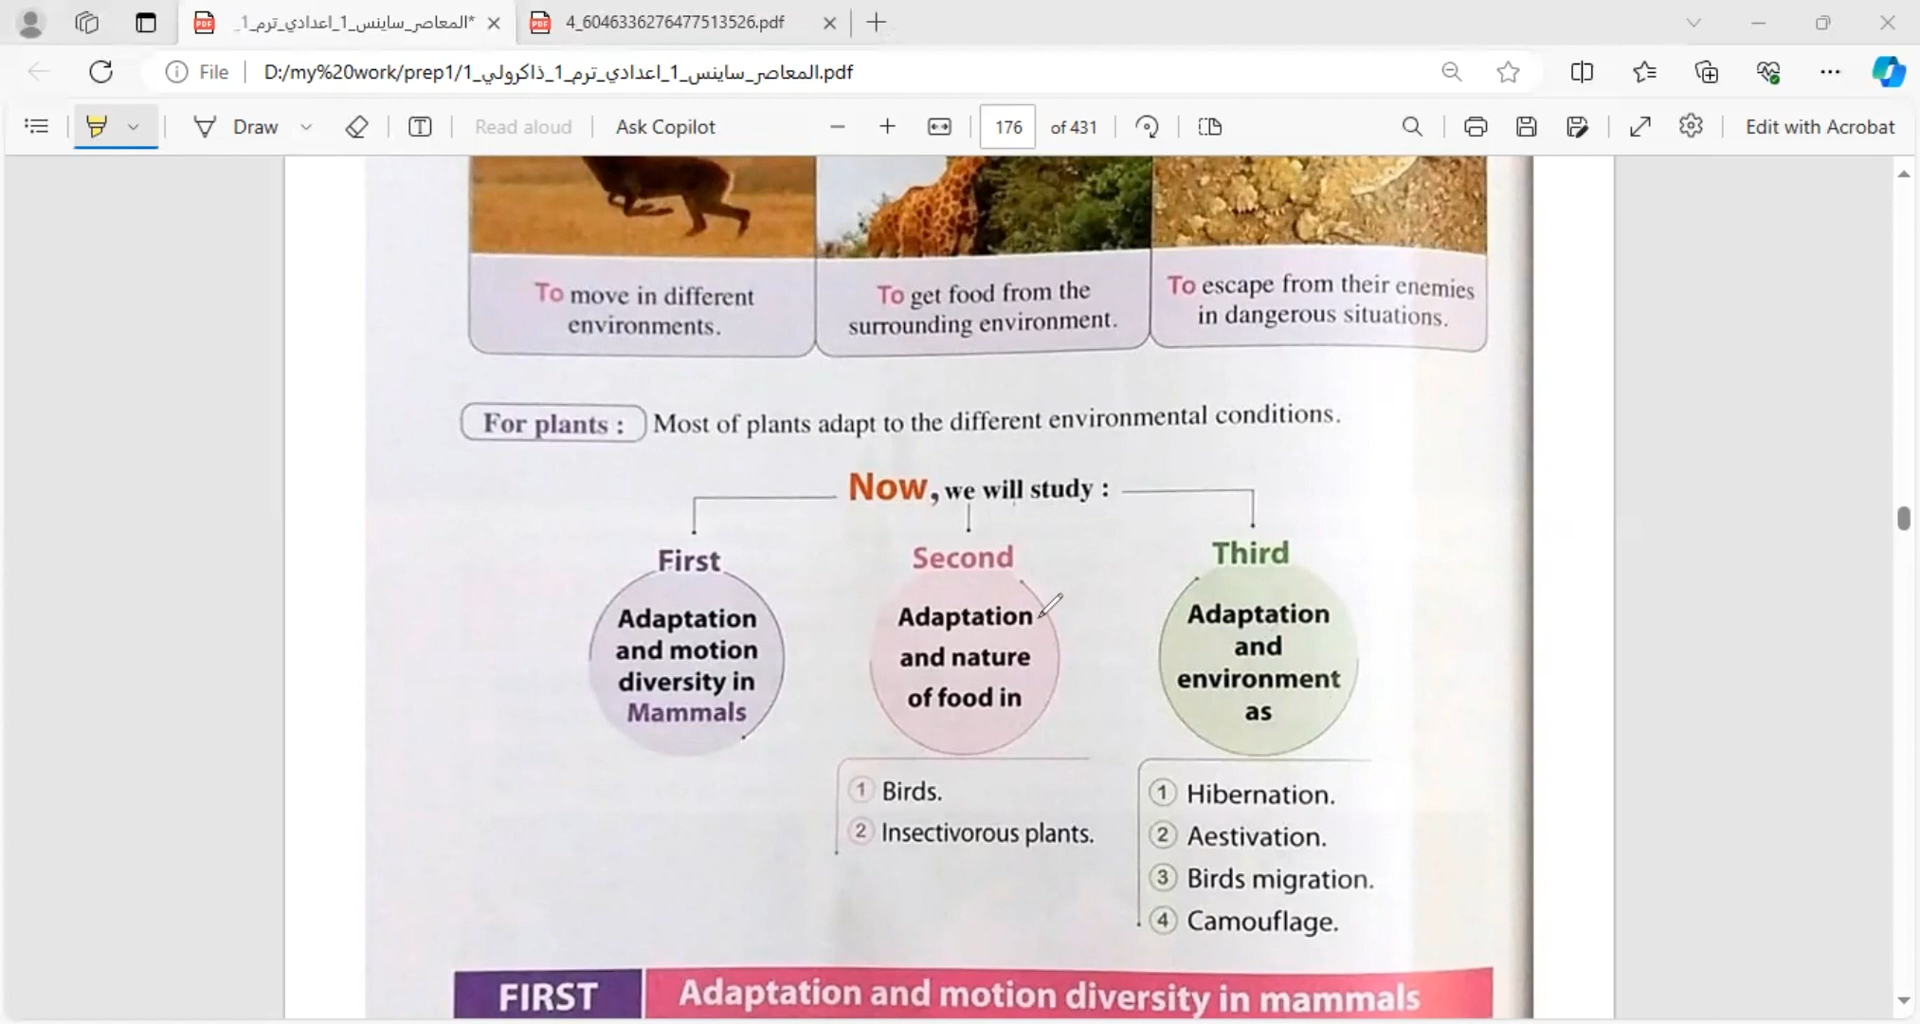 المعاصر_ساينس_1_اعدادي_ترم_1_*
4_6046336276477513526.pdf
File
D:/my%20work/prep1/المعاصر_ساينس_1_اعدادي_ترم_1_ذاكرولي_1.pdf
Draw
Read aloud
Ask Copilot
176
of 431
Edit with Acrobat
To move in different
environments.
To get food from the
surrounding environment.
To escape from their enemies
in dangerous situations.
For plants : Most of plants adapt to the different environmental conditions.
Now, we will study :
First
Adaptation
and motion
diversity in
Mammals
Second
Adaptation
and nature
of food in
1 Birds.
2 Insectivorous plants.
Third
Adaptation
and
environment
as
1 Hibernation.
2 Aestivation.
3 Birds migration.
4 Camouflage.
FIRST Adaptation and motion diversity in mammals